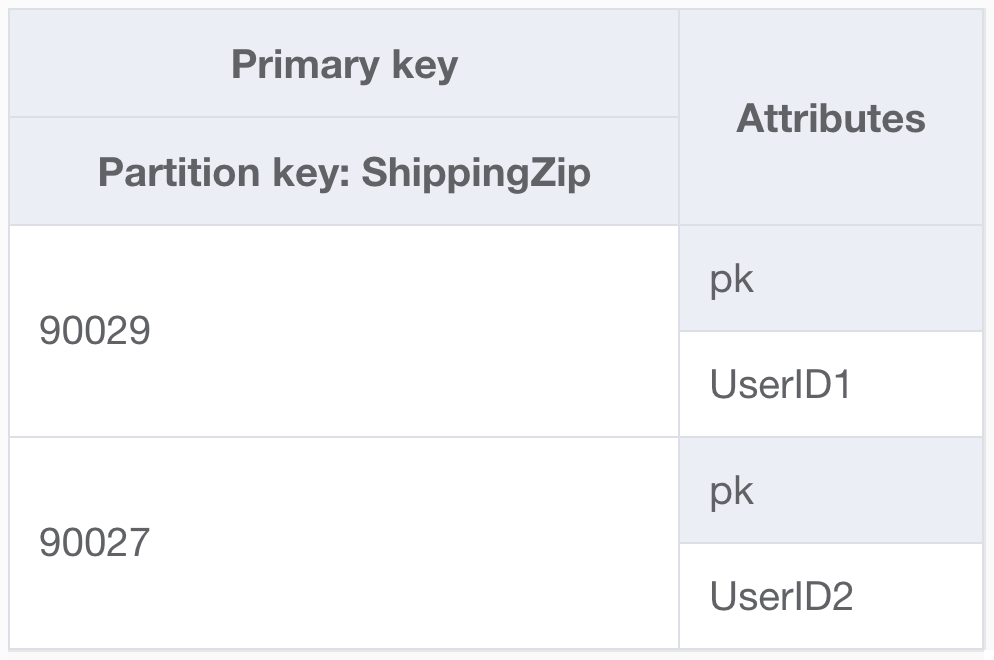 Primary key
Attributes
Partition key: ShippingZip
90029
pk
UserID1
90027
pk
UserID2